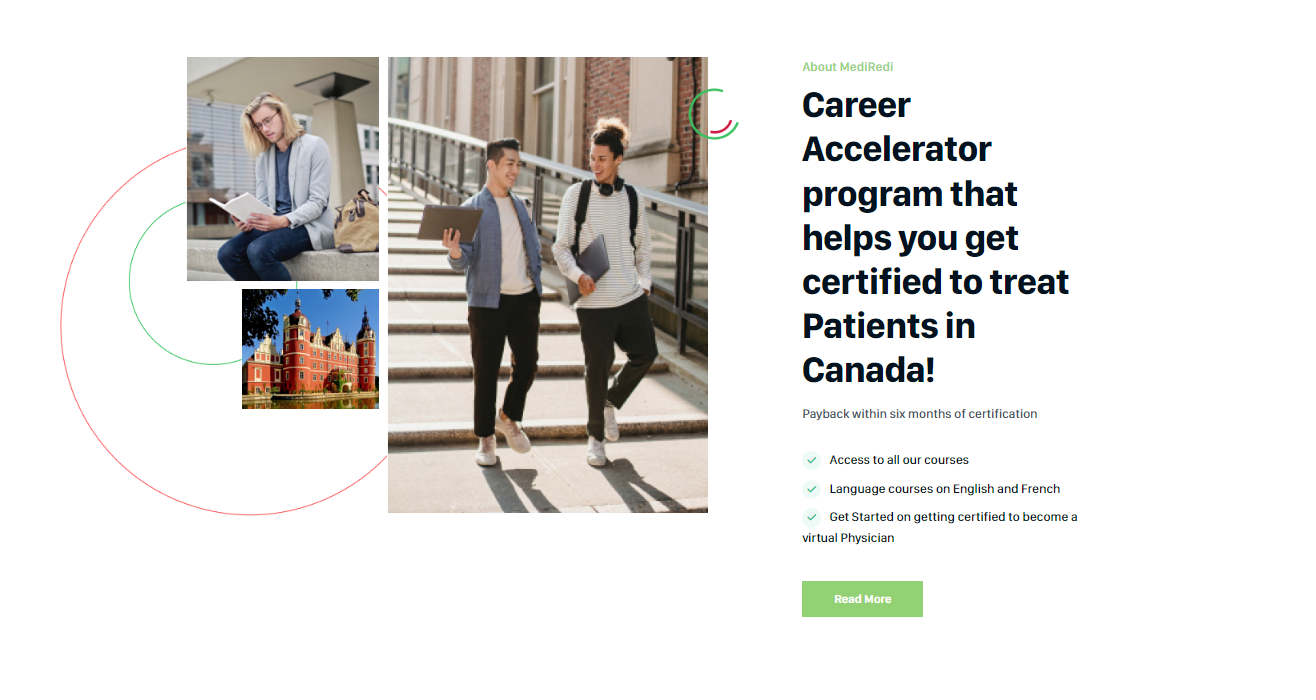 About MediRedi
Career
Accelerator
program that
helps you get
certified to treat
Patients in
Canada!
Payback within six months of certification
Access to all our courses
Language courses on English and French
Get Started on getting certified to become a
virtual Physician
Read More